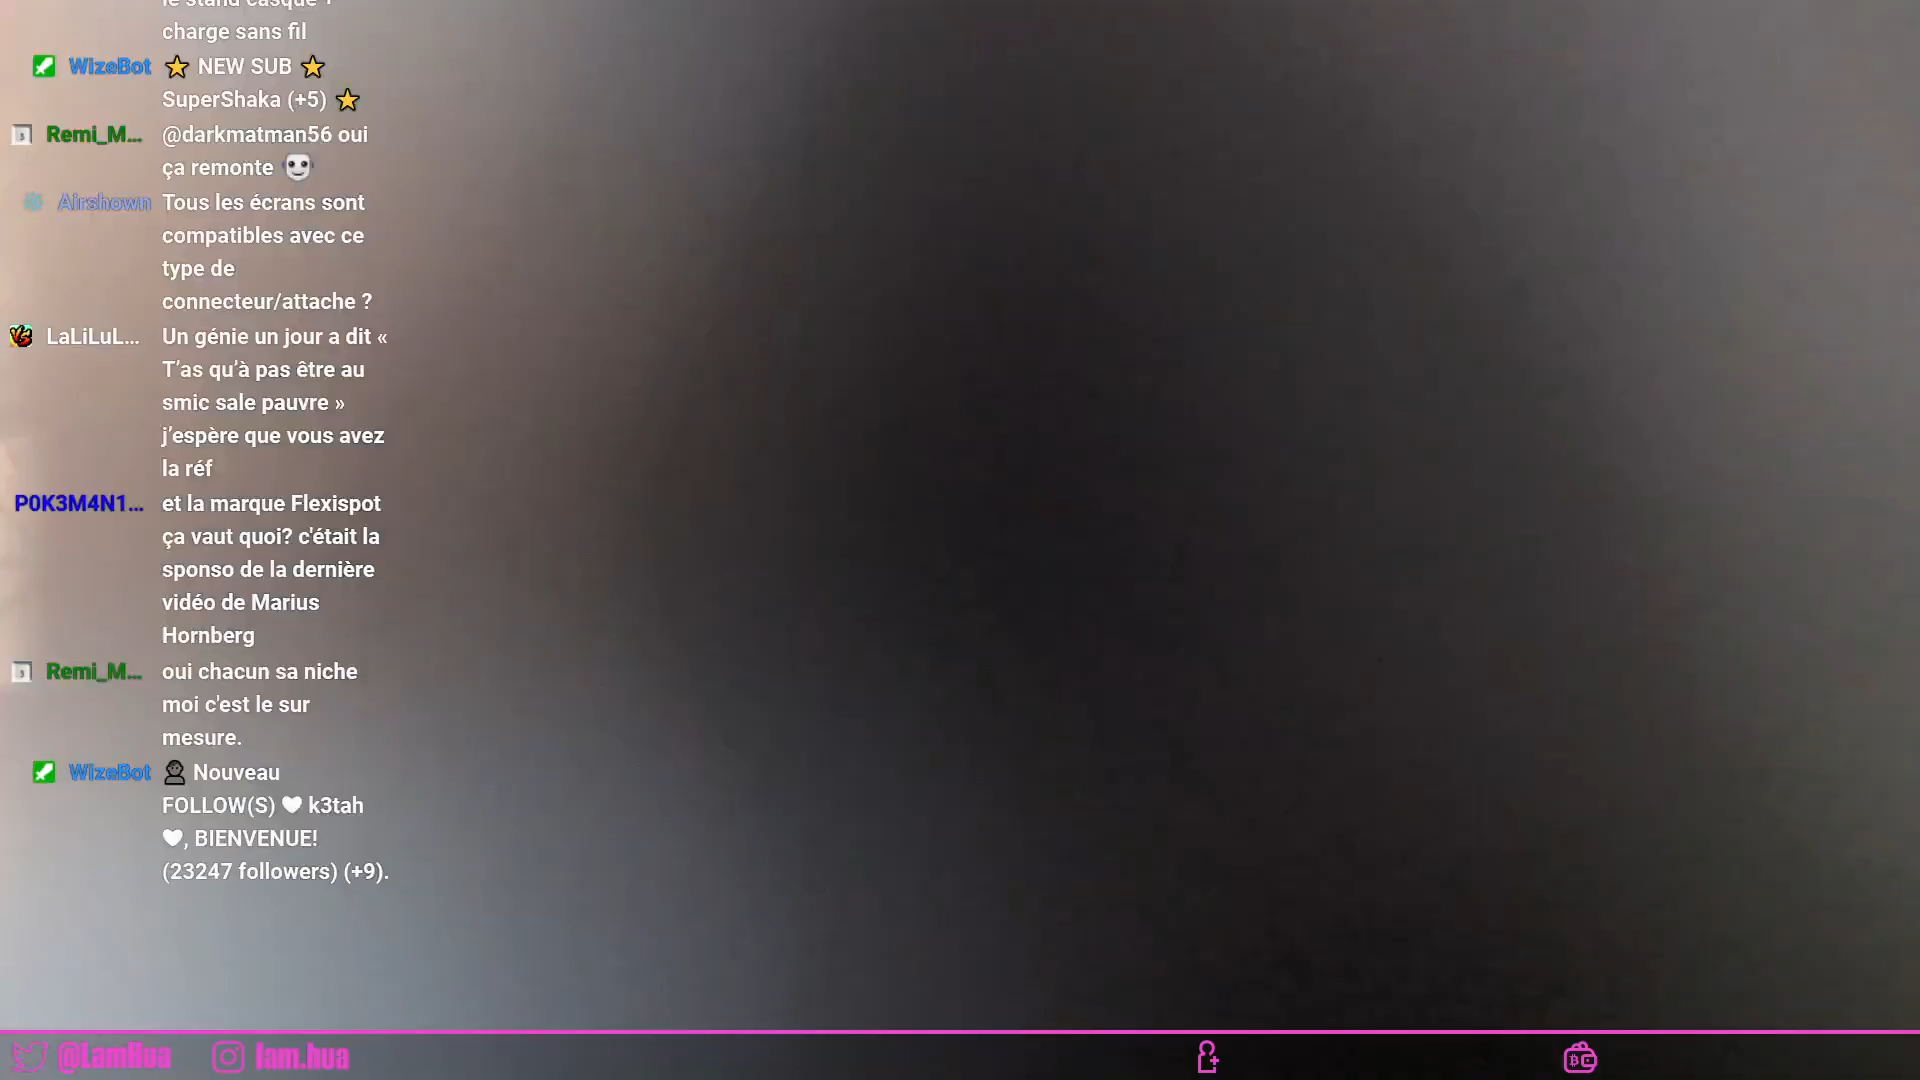 charge sans fil
WizeBot NEW SUB
SuperShaka (+5)
Remi_M... @darkmatman56 oui
ça remonte
Airshown Tous les écrans sont
compatibles avec ce
type de
connecteur/attache ?
LaLiLuL... Un génie un jour a dit «
T’as qu’à pas être au
smic sale pauvre »
j’espère que vous avez
la réf
P0K3M4N1... et la marque Flexispot
ça vaut quoi? c'était la
sponso de la dernière
vidéo de Marius
Hornberg
Remi_M... oui chacun sa niche
moi c'est le sur
mesure.
WizeBot Nouveau
FOLLOW(S) k3tah
, BIENVENUE!
(23247 followers) (+9).
@LamHua lam.hua